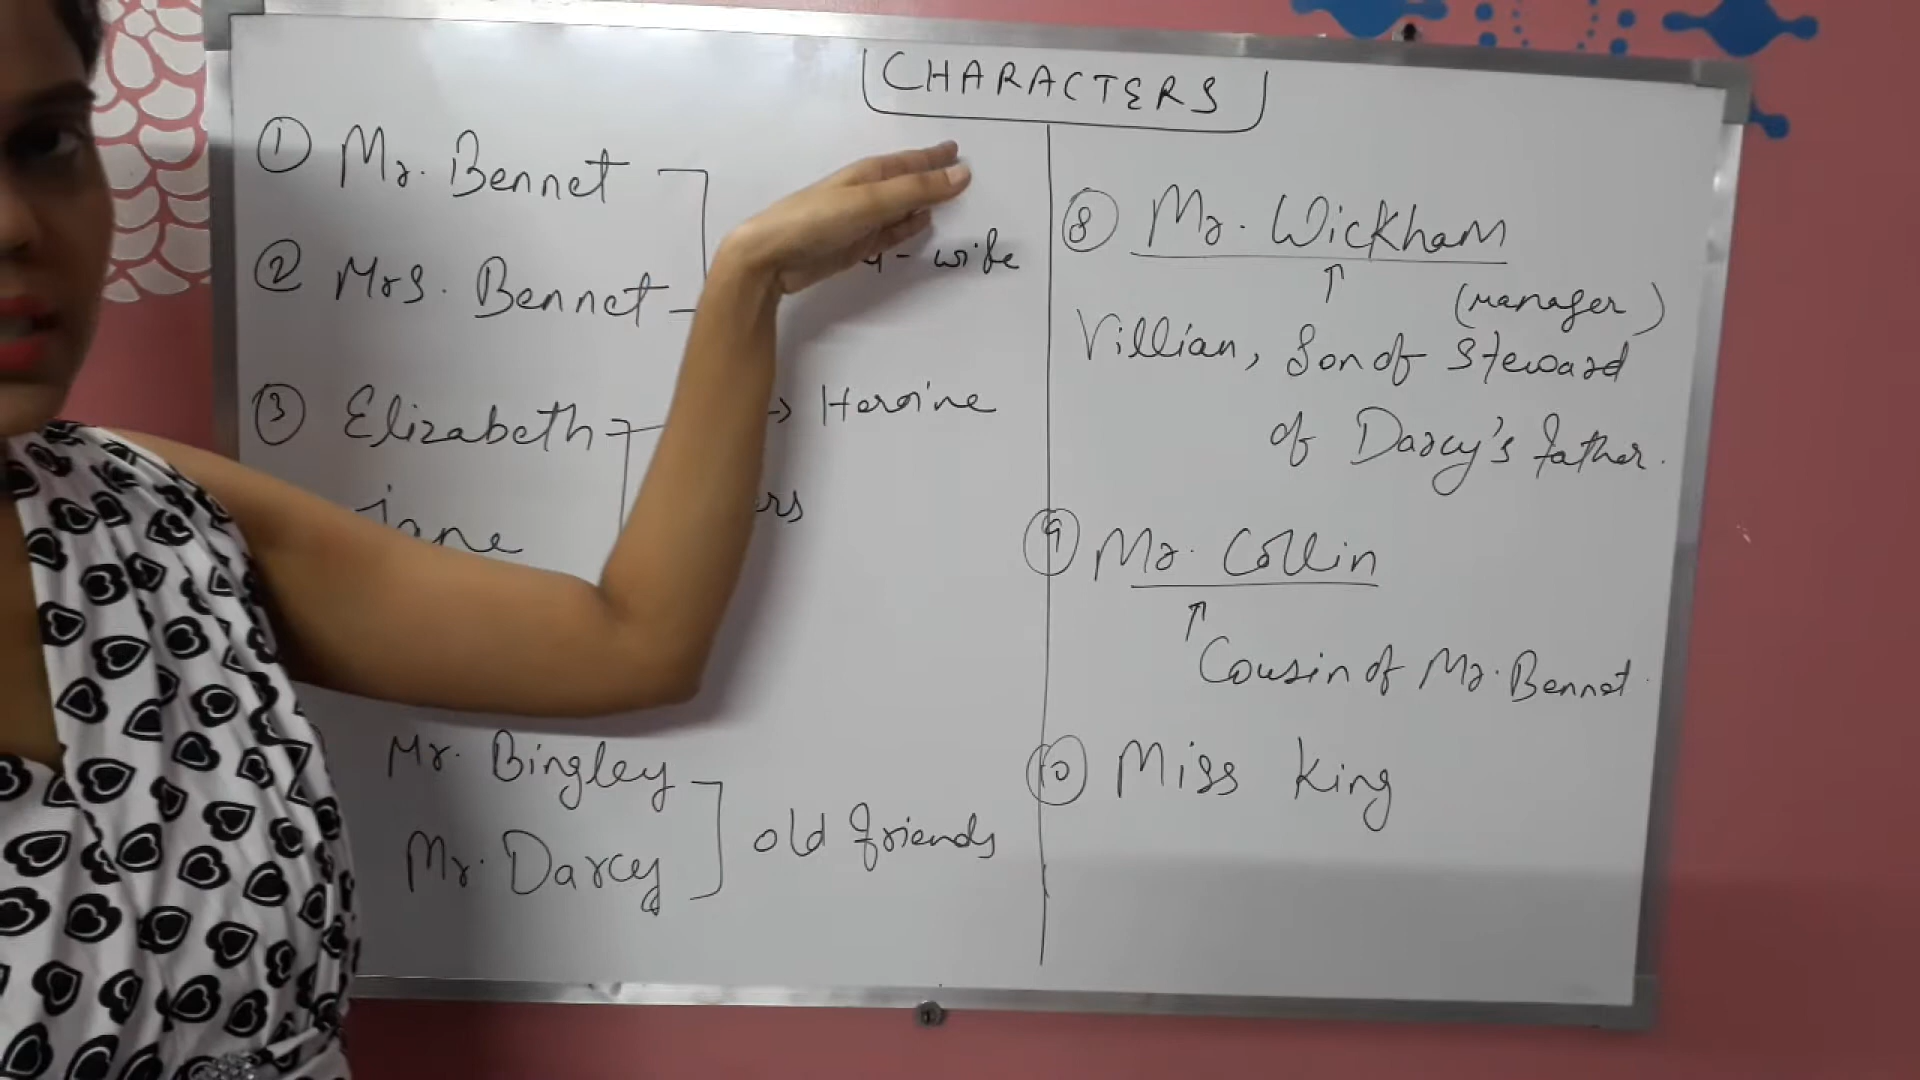 CHARACTERS
① Mr. Bennet
② Mrs. Bennet
wife
③ Elizabeth → Heroine
Jane
Mr. Bingley
Mr. Darcy
old friends
⑧ Mr. Wickham
↑
(manager)
Villian, Son of Steward
of Darcy's father.
⑨ Mr. Collin
↑
Cousin of Mr. Bennet.
⑩ Miss King